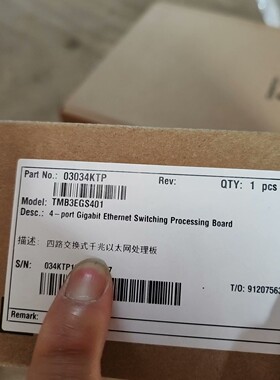 Part No.: 03034KTP Rev: QTY: 1 pcs
Model: TMB3EGS401
Desc.: 4-port Gigabit Ethernet Switching Processing Board
描述: 四路交换式千兆以太网处理板
S/N:
T/O: 91207563
Remark: